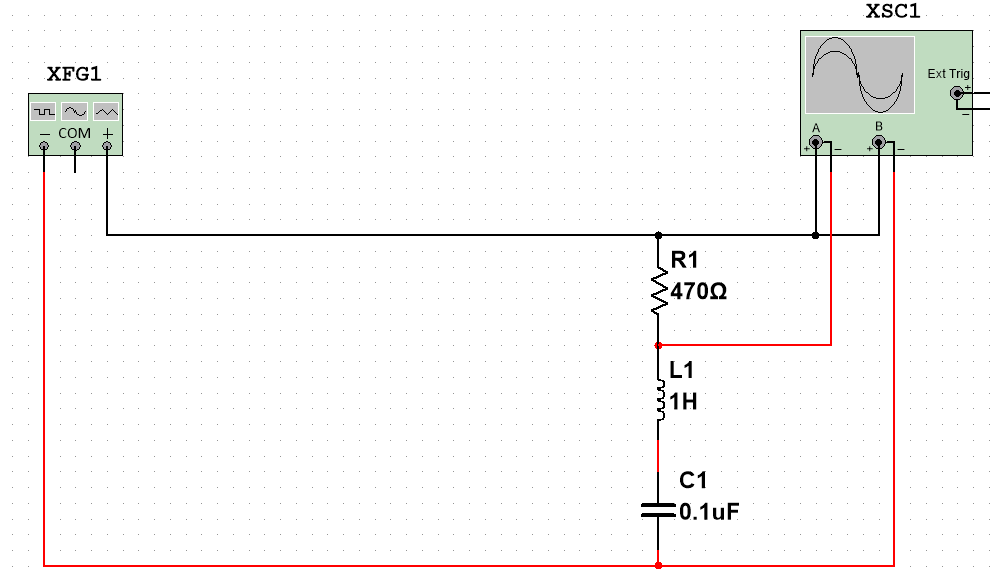 XSC1
XFG1
Ext Trig
+
−
A
B
+ − + −
− COM +
R1
470Ω
L1
1H
C1
0.1uF